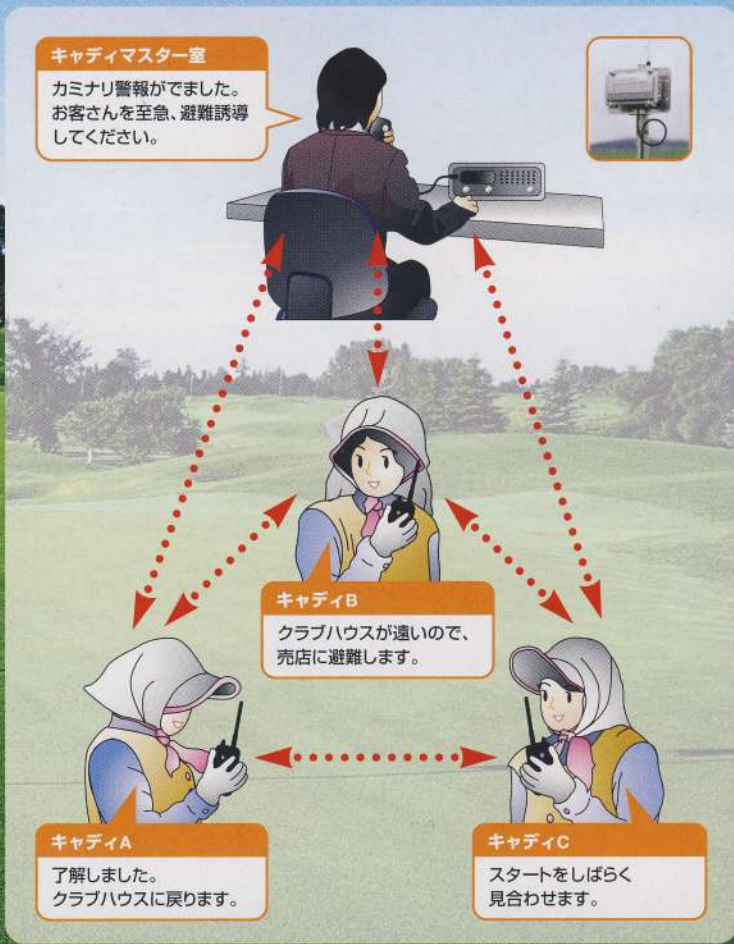 キャディマスター室
カミナリ警報がでました。
お客さんを至急、避難誘導
してください。
キャディB
クラブハウスが遠いので、
売店に避難します。
キャディA
了解しました。
クラブハウスに戻ります。
キャディC
スタートをしばらく
見合わせます。